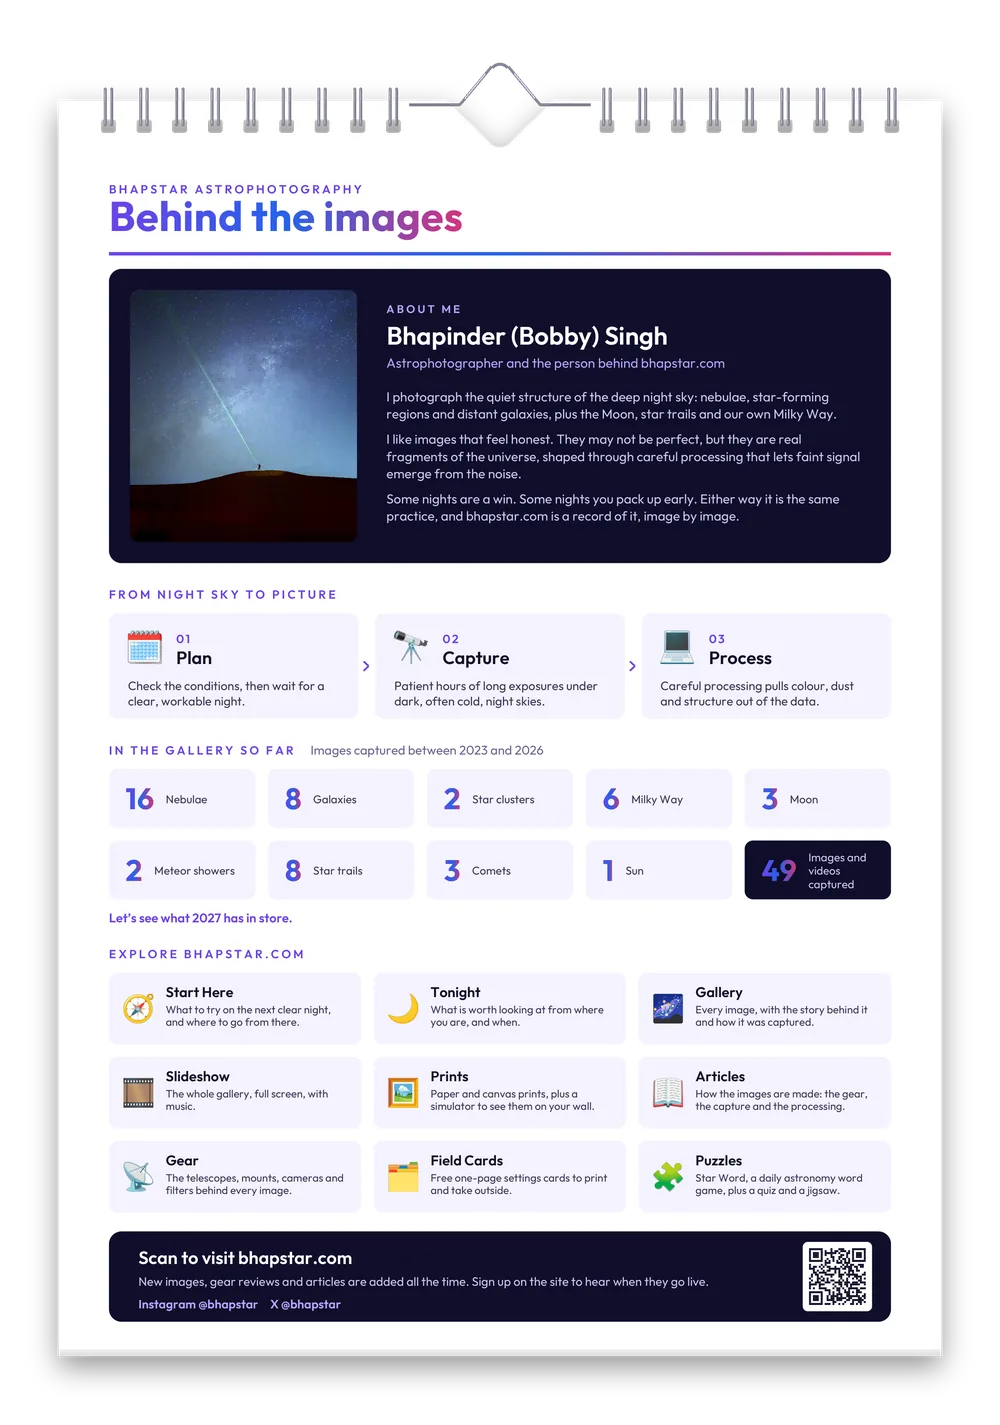 BHAPSTAR ASTROPHOTOGRAPHY
Behind the images
ABOUT ME
Bhapinder (Bobby) Singh
Astrophotographer and the person behind bhapstar.com
I photograph the quiet structure of the deep night sky: nebulae, star-forming
regions and distant galaxies, plus the Moon, star trails and our own Milky Way.
I like images that feel honest. They may not be perfect, but they are real
fragments of the universe, shaped through careful processing that lets faint signal
emerge from the noise.
Some nights are a win. Some nights you pack up early. Either way it is the same
practice, and bhapstar.com is a record of it, image by image.
FROM NIGHT SKY TO PICTURE
01
Plan
Check the conditions, then wait for a
clear, workable night.
02
Capture
Patient hours of long exposures under
dark, often cold, night skies.
03
Process
Careful processing pulls colour, dust
and structure out of the data.
IN THE GALLERY SO FAR Images captured between 2023 and 2026
16 Nebulae
8 Galaxies
2 Star clusters
6 Milky Way
3 Moon
2 Meteor showers
8 Star trails
3 Comets
1 Sun
49 Images and
videos
captured
Let's see what 2027 has in store.
EXPLORE BHAPSTAR.COM
Start Here
What to try on the next clear night,
and where to go from there.
Tonight
What is worth looking at from where
you are, and when.
Gallery
Every image, with the story behind it
and how it was captured.
Slideshow
The whole gallery, full screen, with
music.
Prints
Paper and canvas prints, plus a
simulator to see them on your wall.
Articles
How the images are made: the gear,
the capture and the processing.
Gear
The telescopes, mounts, cameras and
filters behind every image.
Field Cards
Free one-page settings cards to print
and take outside.
Puzzles
Star Word, a daily astronomy word
game, plus a quiz and a jigsaw.
Scan to visit bhapstar.com
New images, gear reviews and articles are added all the time. Sign up on the site to hear when they go live.
Instagram @bhapstar X @bhapstar